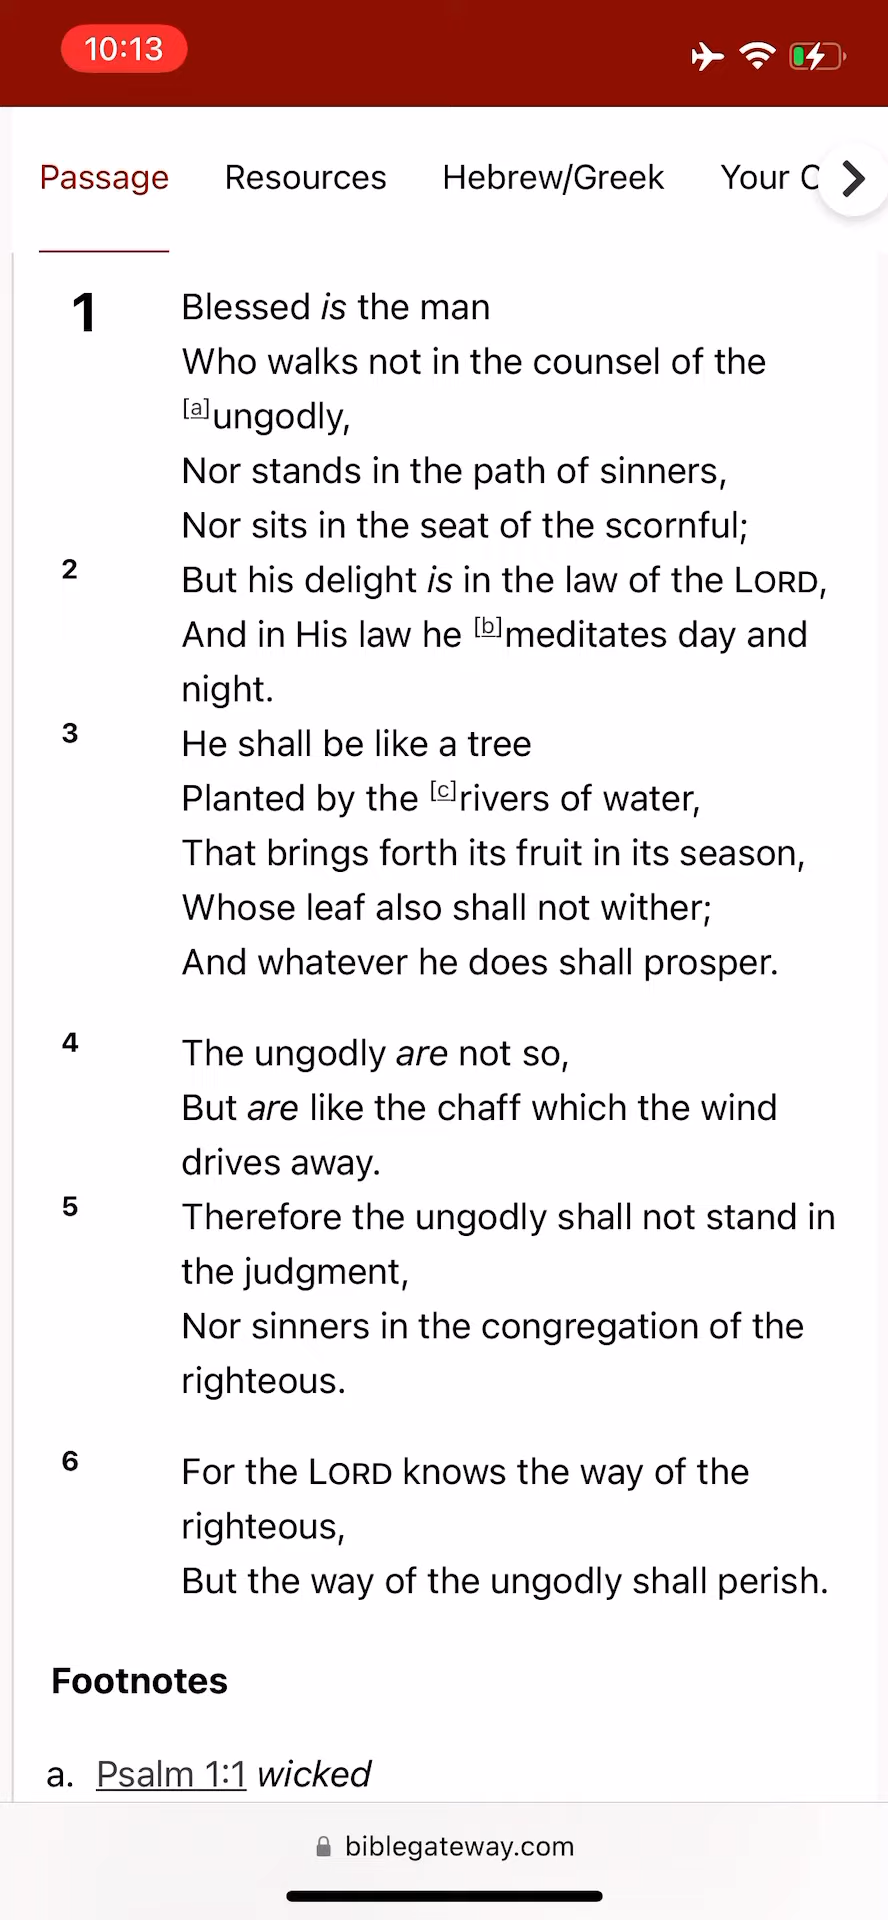 10:13
Passage Resources Hebrew/Greek Your C
1 Blessed is the man
Who walks not in the counsel of the
[a]ungodly,
Nor stands in the path of sinners,
Nor sits in the seat of the scornful;
2 But his delight is in the law of the LORD,
And in His law he [b]meditates day and
night.
3 He shall be like a tree
Planted by the [c]rivers of water,
That brings forth its fruit in its season,
Whose leaf also shall not wither;
And whatever he does shall prosper.
4 The ungodly are not so,
But are like the chaff which the wind
drives away.
5 Therefore the ungodly shall not stand in
the judgment,
Nor sinners in the congregation of the
righteous.
6 For the LORD knows the way of the
righteous,
But the way of the ungodly shall perish.
Footnotes
a. Psalm 1:1 wicked
biblegateway.com